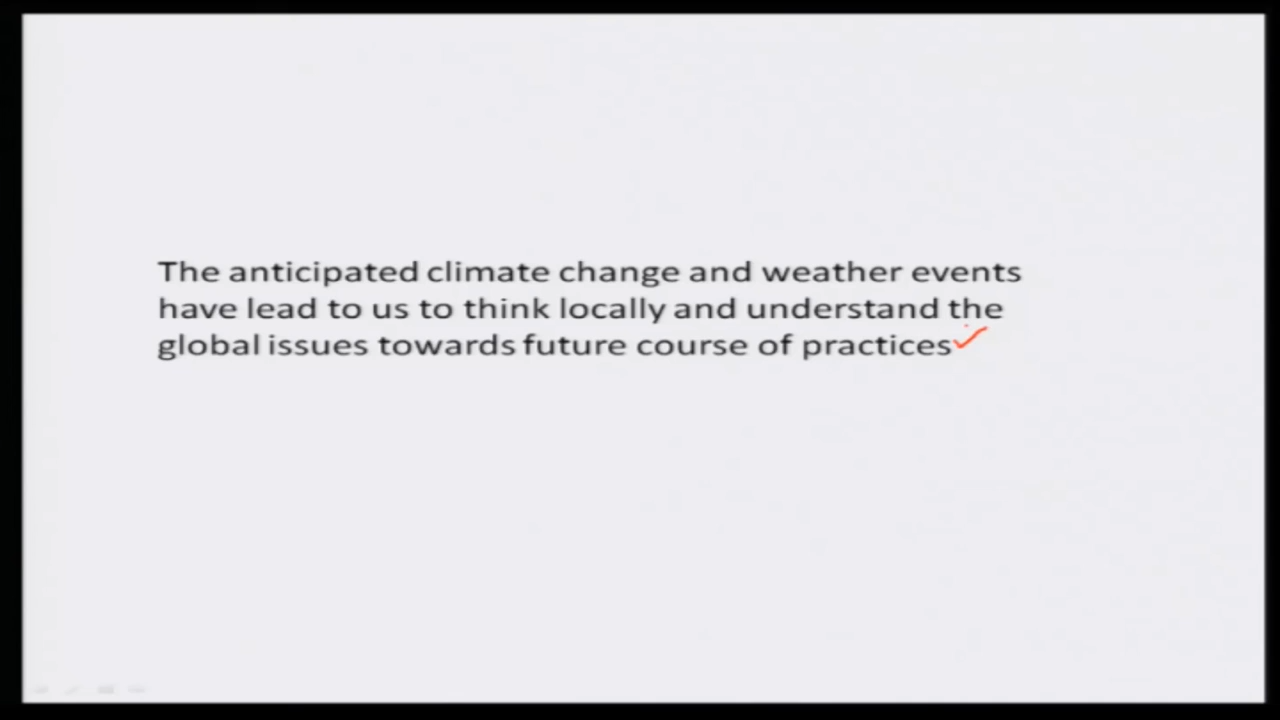 The anticipated climate change and weather events
have lead to us to think locally and understand the
global issues towards future course of practices